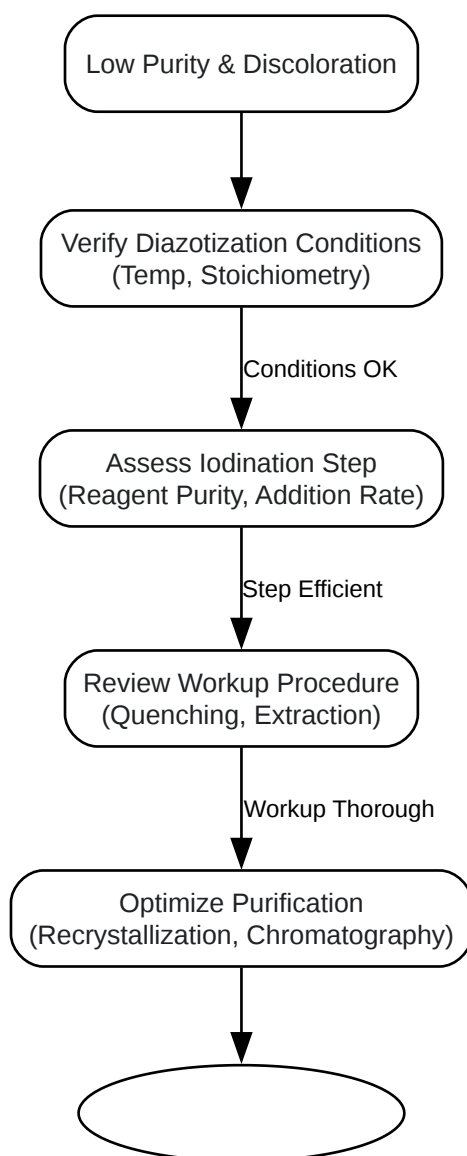 Low Purity & Discoloration
Verify Diazotization Conditions
(Temp, Stoichiometry)
Conditions OK
Assess Iodination Step
(Reagent Purity, Addition Rate)
Step Efficient
Review Workup Procedure
(Quenching, Extraction)
Workup Thorough
Optimize Purification
(Recrystallization, Chromatography)